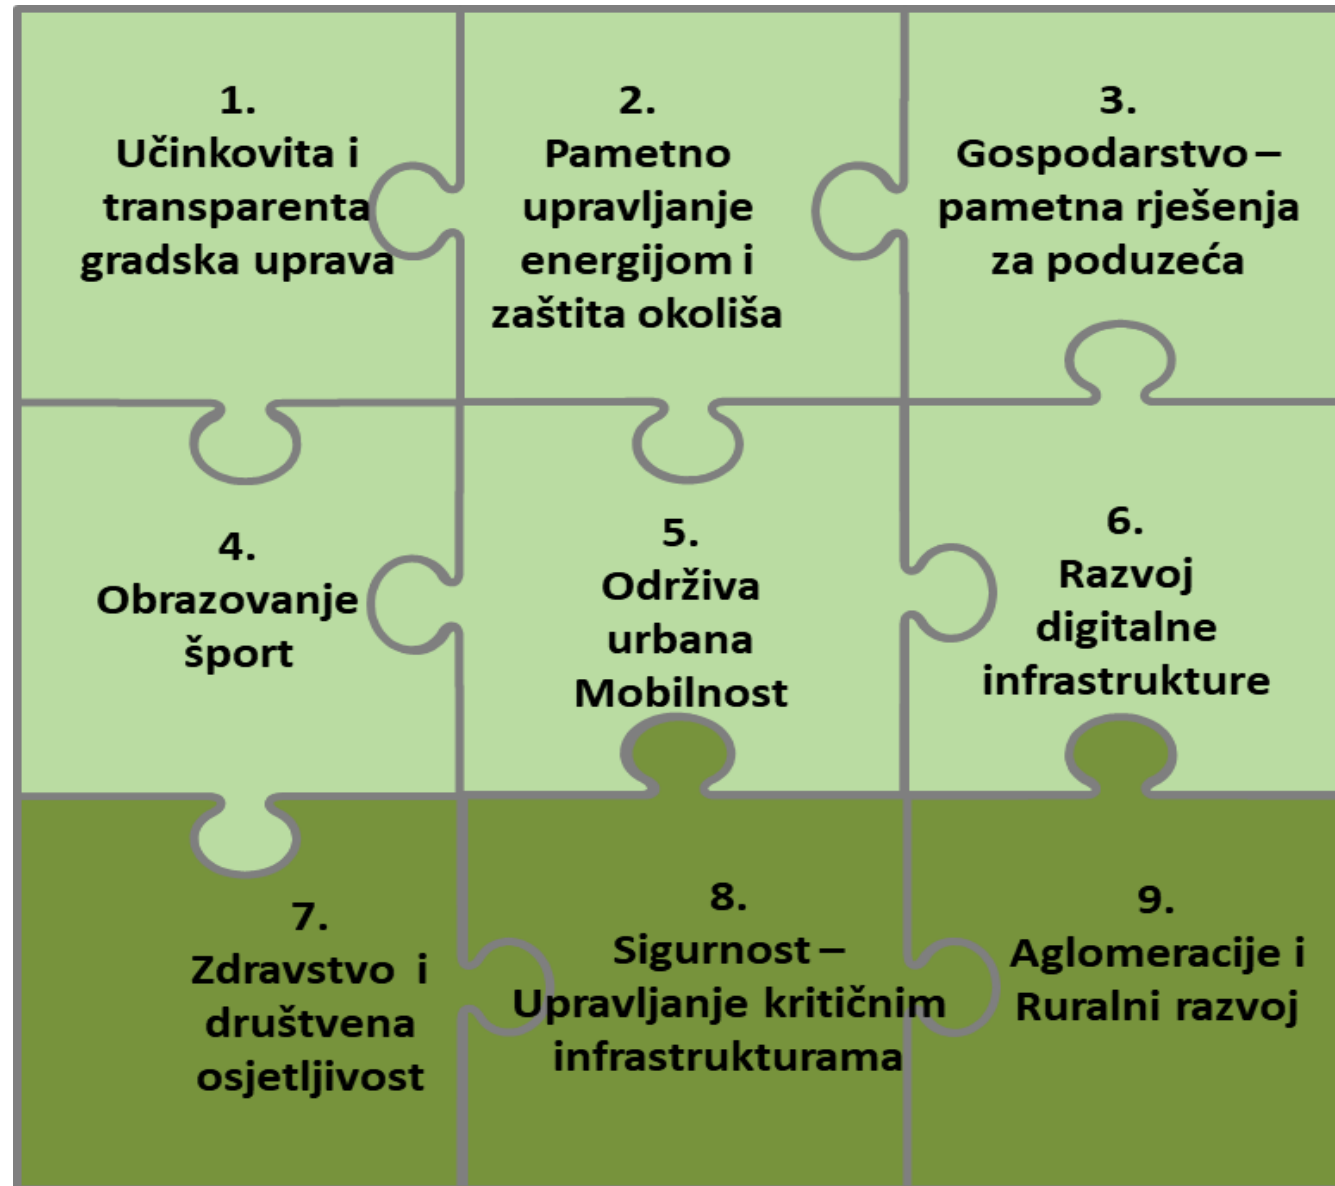 1.
Učinkovita i
transparenta
gradska uprava
2.
Pametno
upravljanje
energijom i
zaštita okoliša
3.
Gospodarstvo –
pametna rješenja
za poduzeća
4.
Obrazovanje
šport
5.
Održiva
urbana
Mobilnost
6.
Razvoj
digitalne
infrastrukture
7.
Zdravstvo i
društvena
osjetljivost
8.
Sigurnost –
Upravljanje kritičnim
infrastrukturama
9.
Aglomeracije i
Ruralni razvoj